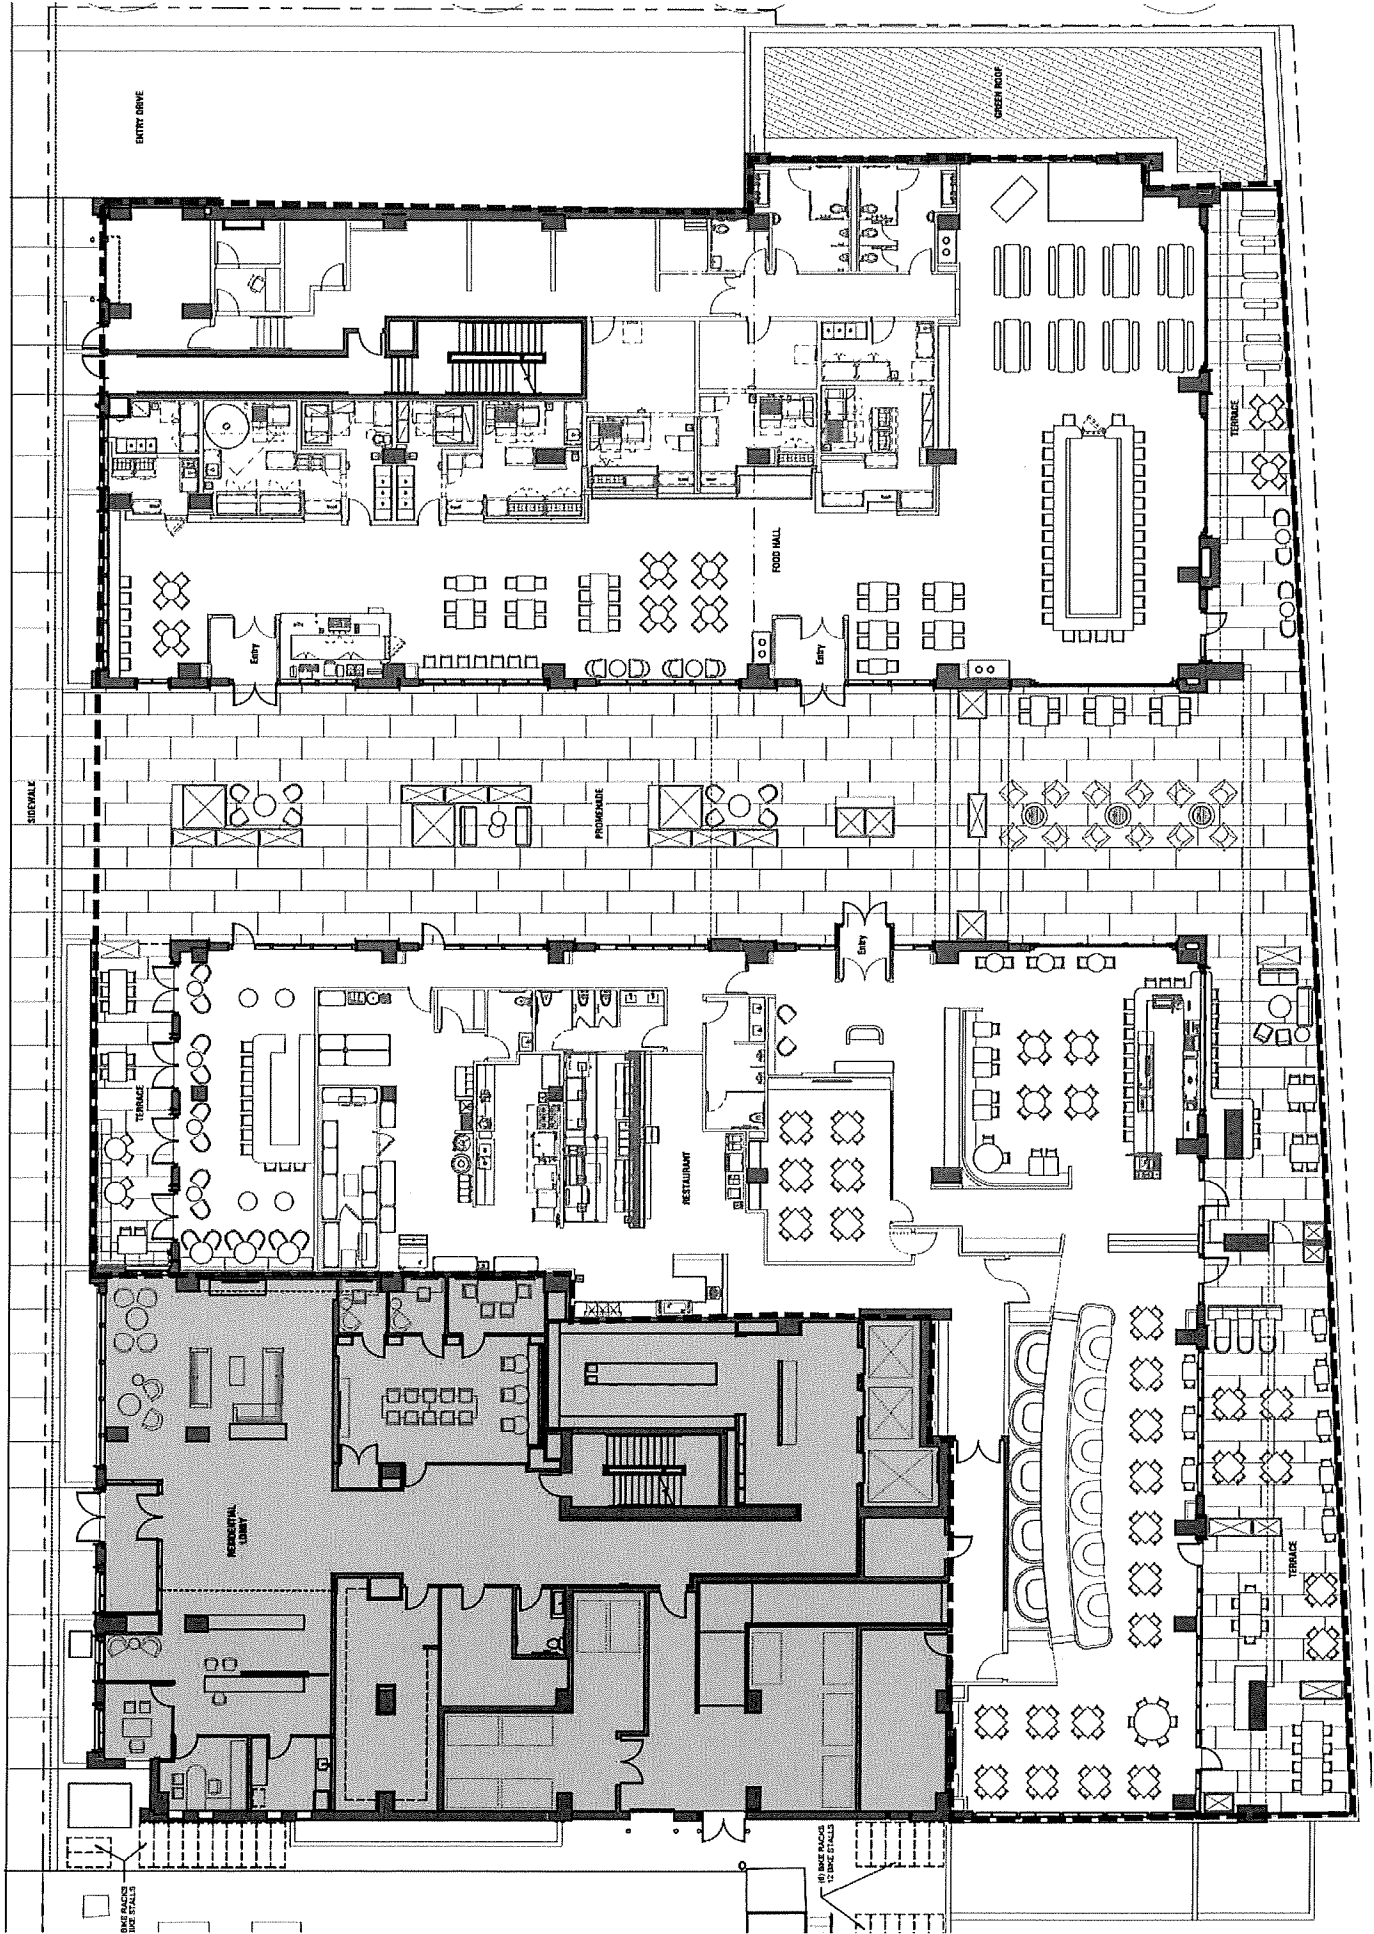 ENTRY DRIVE
GREEN ROOF
TERRACE
TERRACE
FOOD HALL
Entry
Entry
SIDEWALK
PROMENADE
Entry
TERRACE
RESTAURANT
RESIDENTIAL
LOBBY
TERRACE
BIKE RACKS
BIKE STALLS
(6) BIKE RACKS
12 BIKE STALLS